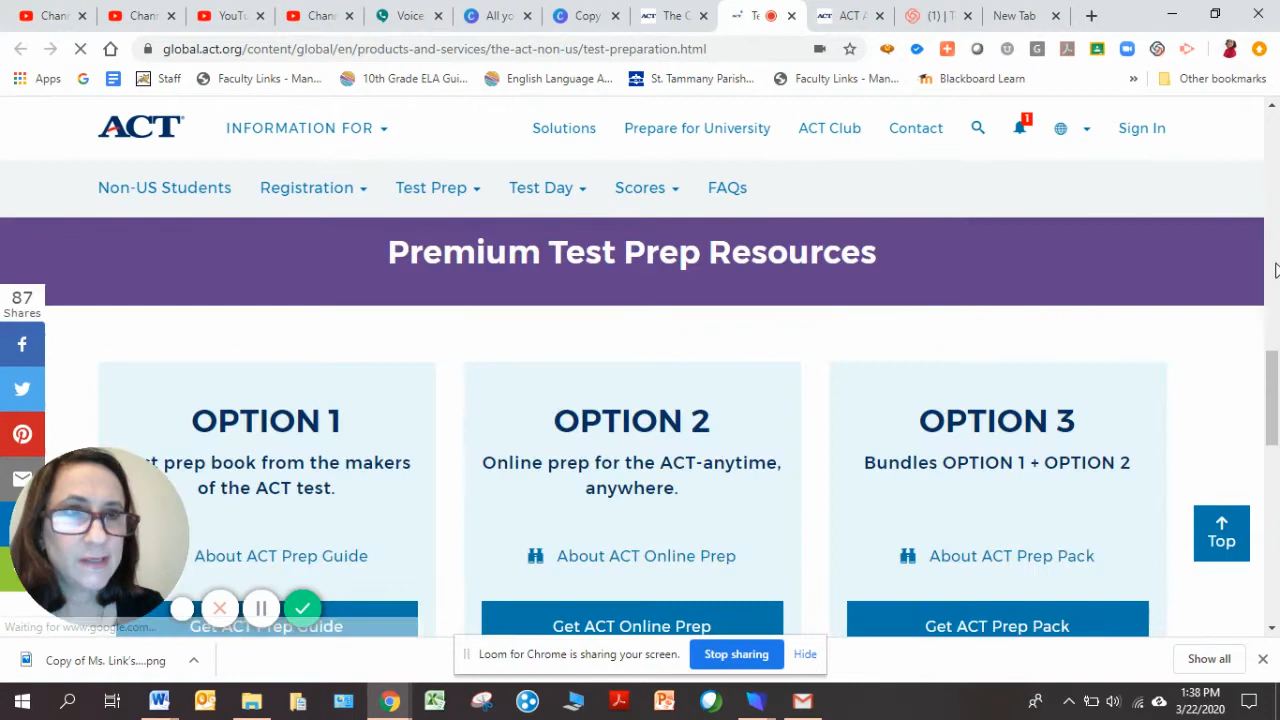 Chann
Chann
YouTu
Chann
Voice
All yo
Copy
The C
Te
ACT A
(1) | T
New Tab
global.act.org/content/global/en/products-and-services/the-act-non-us/test-preparation.html
Apps
Staff
Faculty Links - Man...
10th Grade ELA Gui...
English Language A...
St. Tammany Parish...
Faculty Links - Man...
Blackboard Learn
»
Other bookmarks
ACT
INFORMATION FOR
Solutions
Prepare for University
ACT Club
Contact
1
Sign In
Non-US Students
Registration
Test Prep
Test Day
Scores
FAQs
Premium Test Prep Resources
87
Shares
OPTION 1
t prep book from the makers
of the ACT test.
About ACT Prep Guide
Get ACT Prep Guide
OPTION 2
Online prep for the ACT-anytime,
anywhere.
About ACT Online Prep
Get ACT Online Prep
OPTION 3
Bundles OPTION 1 + OPTION 2
About ACT Prep Pack
Get ACT Prep Pack
Top
Waiting for www.google.com...
Loom for Chrome is sharing your screen.
Stop sharing
Hide
Copy of Ms. Link's....png
Show all
1:38 PM
3/22/2020